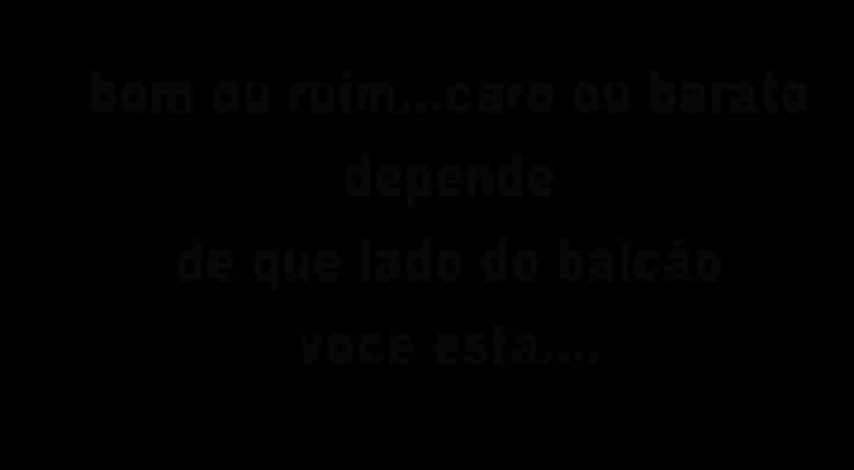 bom ou ruim...caro ou barato
depende
de que lado do balcão
voce esta....